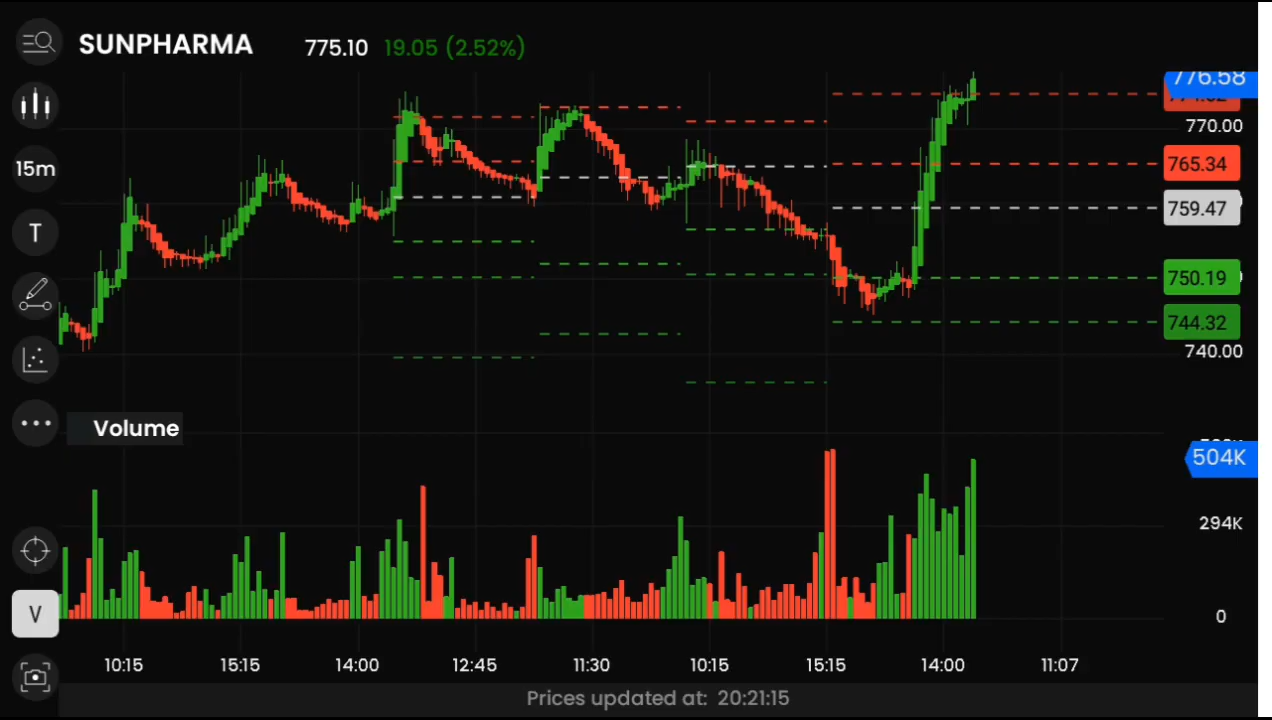 SUNPHARMA 775.10 19.05 (2.52%)
776.58
770.00
15m
765.34
759.47
T
750.19
744.32
740.00
Volume
504K
294K
V
0
10:15 15:15 14:00 12:45 11:30 10:15 15:15 14:00 11:07
Prices updated at: 20:21:15